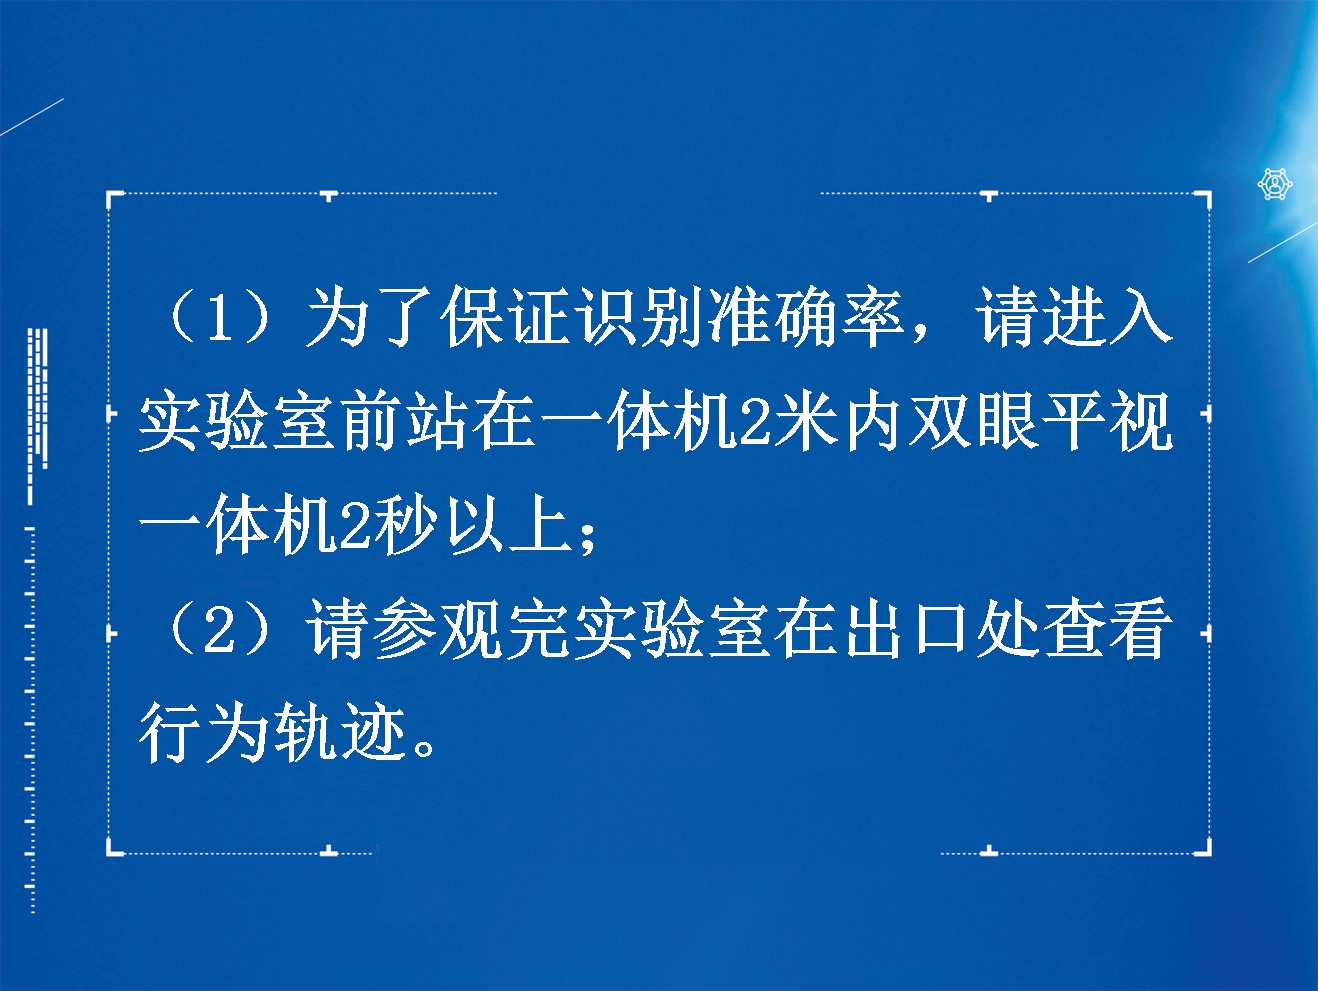 （1）为了保证识别准确率，请进入
实验室前站在一体机2米内双眼平视
一体机2秒以上；
（2）请参观完实验室在出口处查看
行为轨迹。